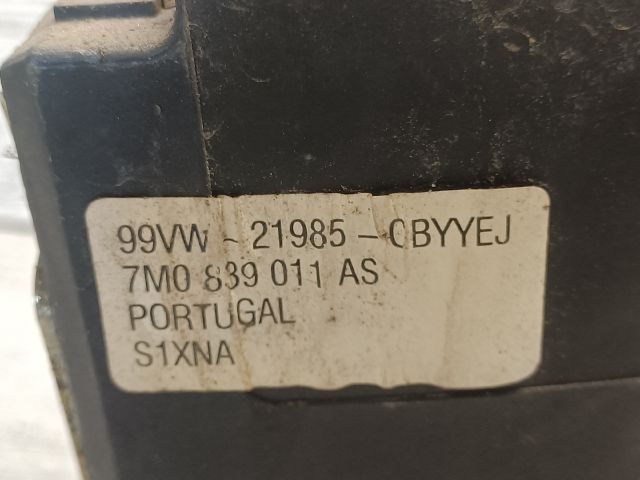 99VW - 21985 - CBYYEJ
7M0 839 011 AS
PORTUGAL
S1XNA